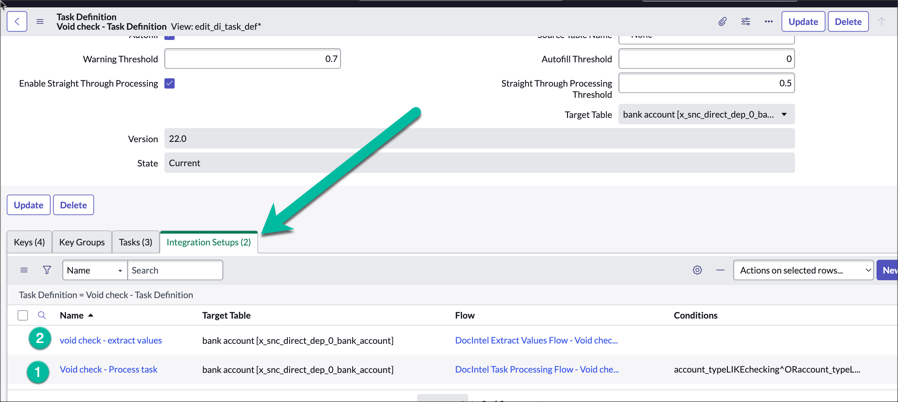 Task Definition
Void check - Task Definition View: edit_di_task_def*
Update Delete
Autofill Source Table Name -- None --
Warning Threshold 0.7 Autofill Threshold 0
Enable Straight Through Processing Straight Through Processing Threshold 0.5
Target Table bank account [x_snc_direct_dep_0_ba...
Version 22.0
State Current
Update Delete
Keys (4) Key Groups Tasks (3) Integration Setups (2)
Name Search Actions on selected rows... New
Task Definition = Void check - Task Definition
Name Target Table Flow Conditions
2 void check - extract values bank account [x_snc_direct_dep_0_bank_account] DocIntel Extract Values Flow - Void chec...
1 Void check - Process task bank account [x_snc_direct_dep_0_bank_account] DocIntel Task Processing Flow - Void che... account_typeLIKEchecking^ORaccount_typeL...